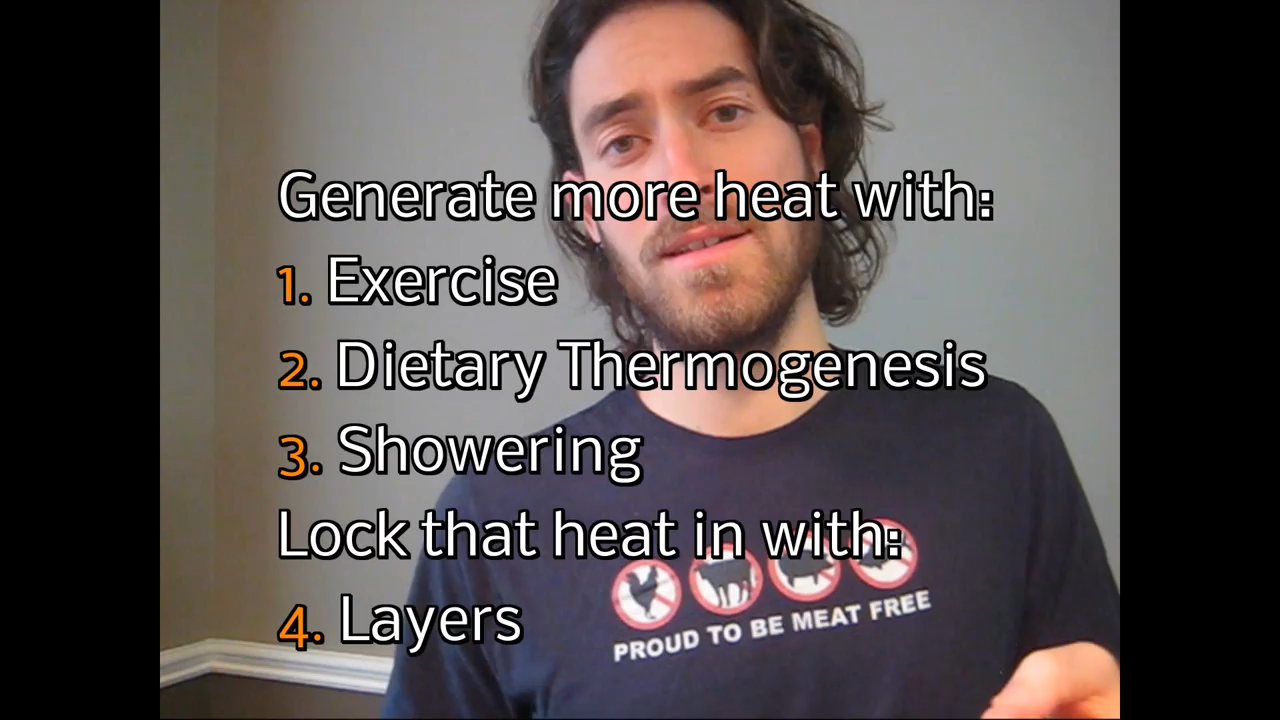 Generate more heat with:
1. Exercise
2. Dietary Thermogenesis
3. Showering
Lock that heat in with:
4. Layers
PROUD TO BE MEAT FREE